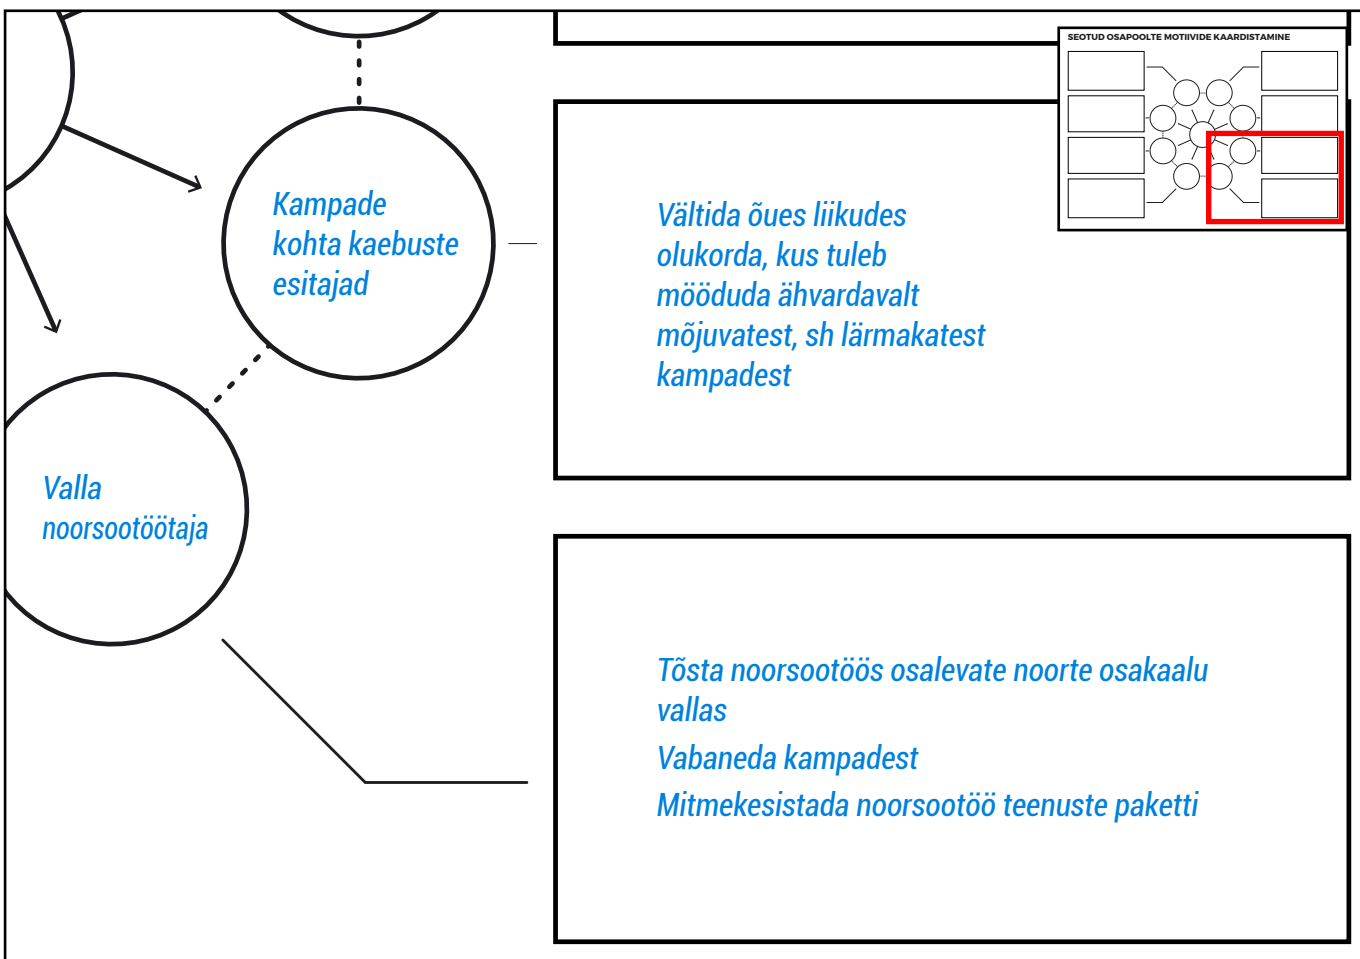 SEOTUD OSAPOOLTE MOTIIVIDE KAARDISTAMINE
Kampade
kohta kaebuste
esitajad
Vältida õues liikudes
olukorda, kus tuleb
mööduda ähvardavalt
mõjuvatest, sh lärmakatest
kampadest
Valla
noorsootöötaja
Tõsta noorsootöös osalevate noorte osakaalu
vallas
Vabaneda kampadest
Mitmekesistada noorsootöö teenuste paketti